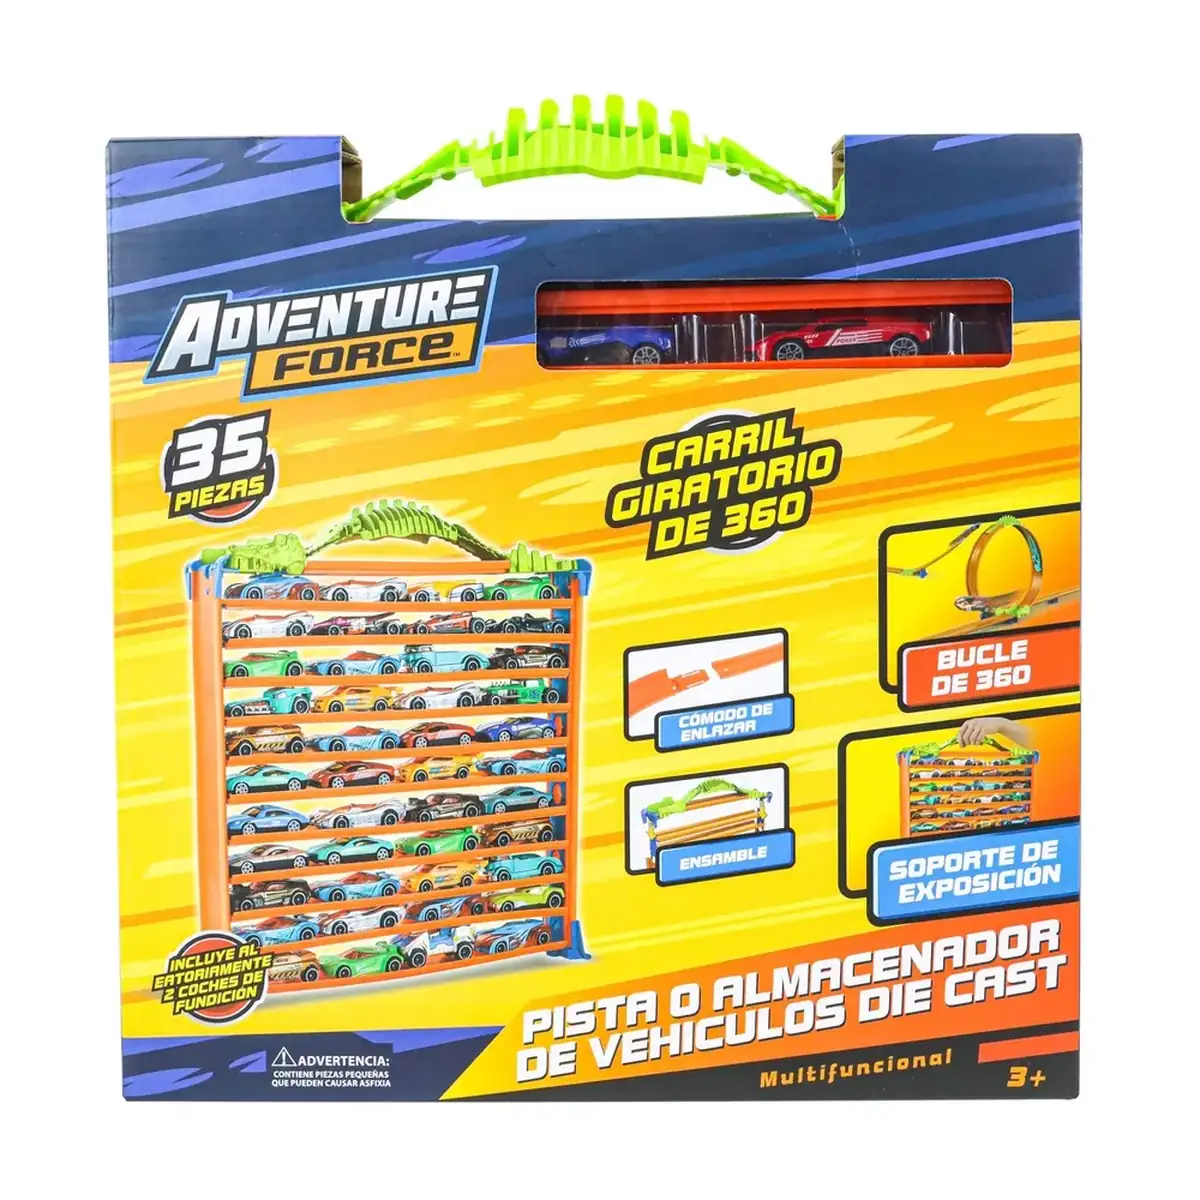 ADVENTURE
FORCE™
35
PIEZAS
CARRIL
GIRATORIO
DE 360
POWER
BUCLE
DE 360
CÓMODO DE
ENLAZAR
ENSAMBLE
SOPORTE DE
EXPOSICIÓN
INCLUYE AL
EATORIAMENTE
2 COCHES DE
FUNDICIÓN
PISTA O ALMACENADOR
DE VEHICULOS DIE CAST
Multifuncional
3+
ADVERTENCIA:
CONTIENE PIEZAS PEQUEÑAS
QUE PUEDEN CAUSAR ASFIXIA